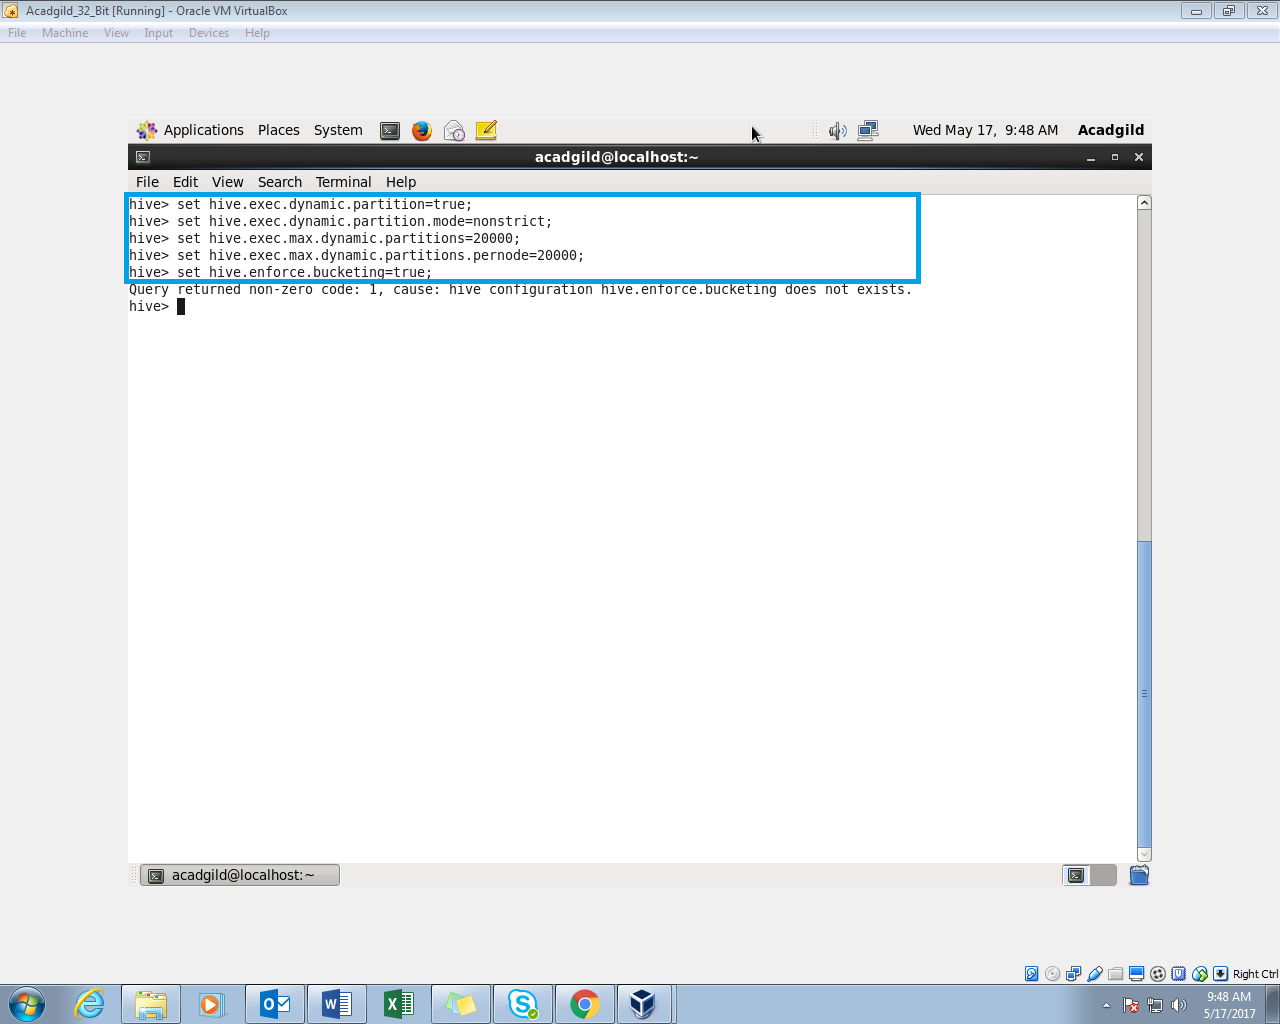 Acadgild_32_Bit [Running] - Oracle VM VirtualBox
File Machine View Input Devices Help
Applications Places System Wed May 17, 9:48 AM Acadgild
acadgild@localhost:~
File Edit View Search Terminal Help
hive> set hive.exec.dynamic.partition=true;
hive> set hive.exec.dynamic.partition.mode=nonstrict;
hive> set hive.exec.max.dynamic.partitions=20000;
hive> set hive.exec.max.dynamic.partitions.pernode=20000;
hive> set hive.enforce.bucketing=true;
Query returned non-zero code: 1, cause: hive configuration hive.enforce.bucketing does not exists.
hive>
acadgild@localhost:~
Right Ctrl
9:48 AM
5/17/2017